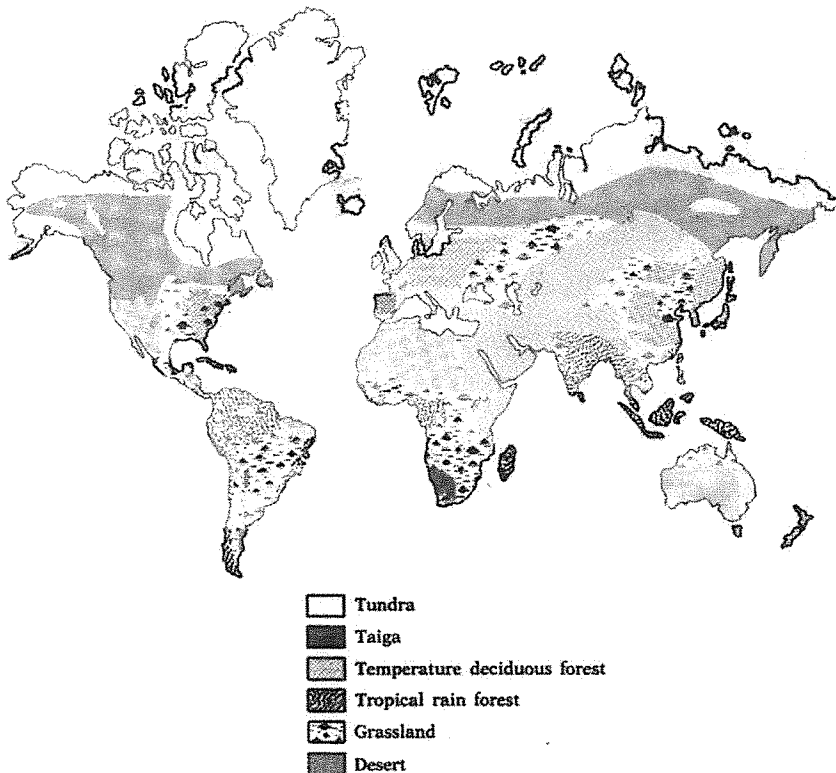 Tundra
Taiga
Temperature deciduous forest
Tropical rain forest
Grassland
Desert